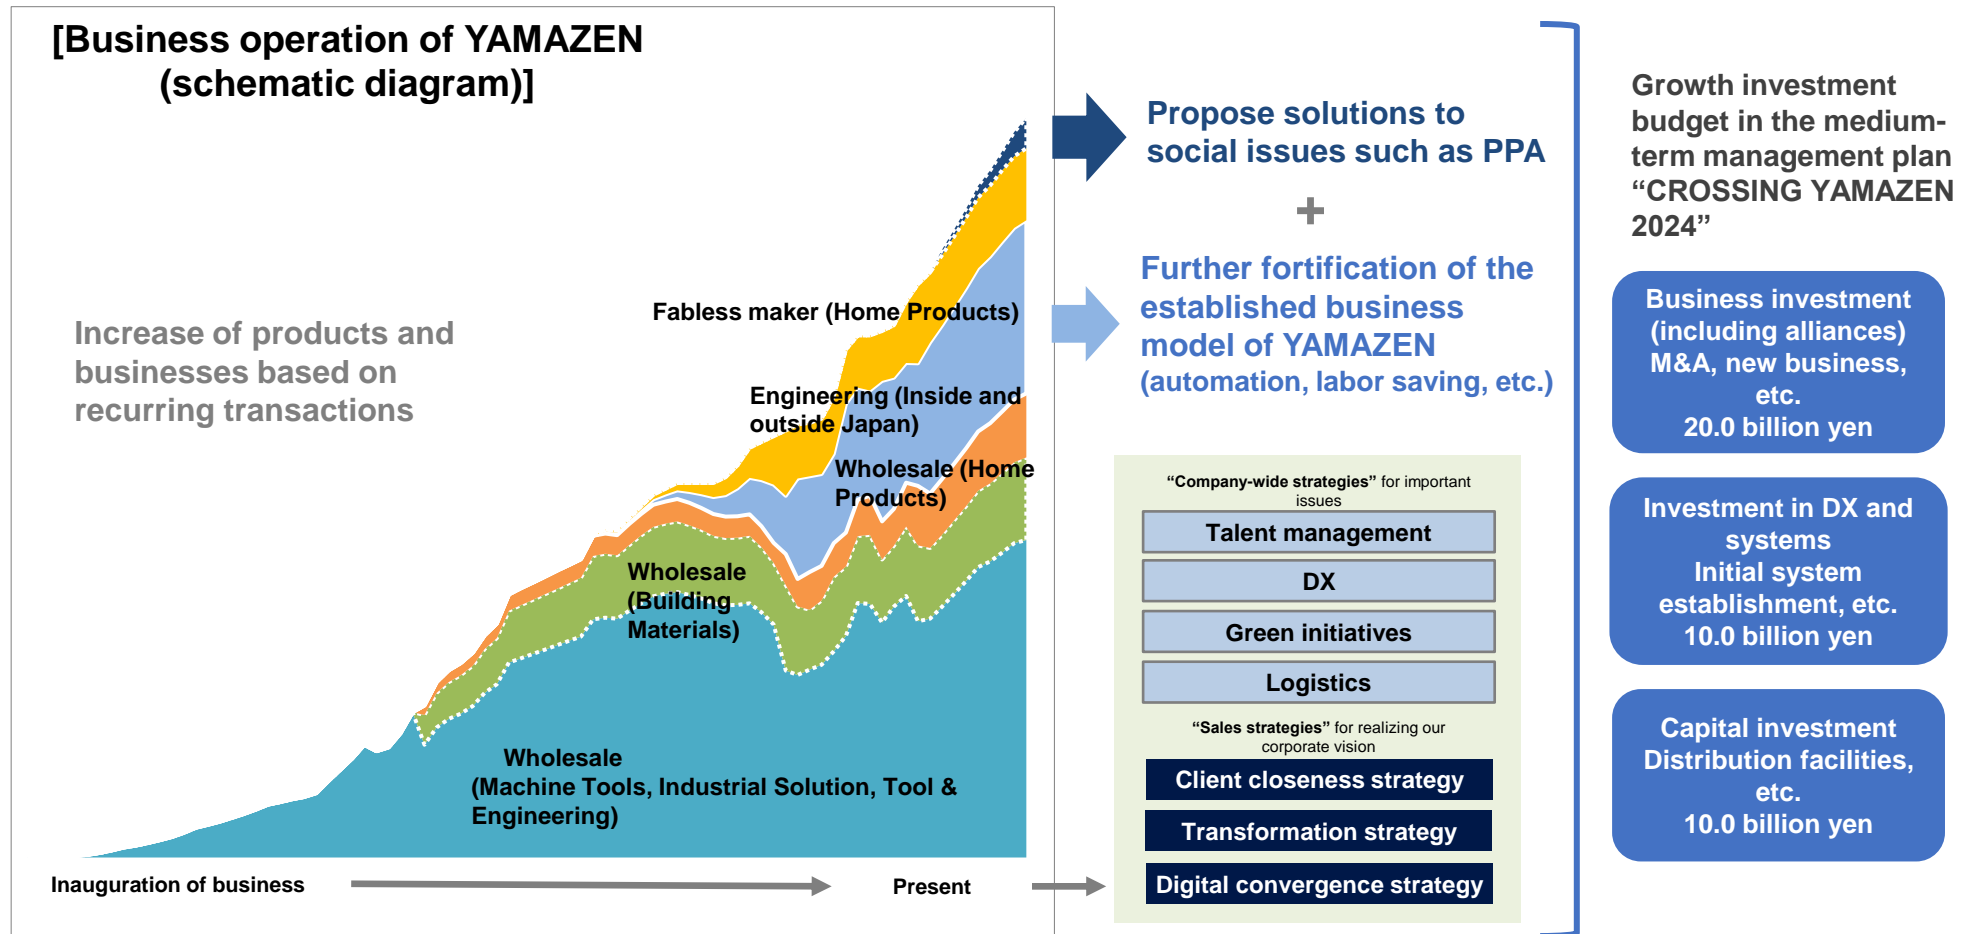 [Business operation of YAMAZEN
(schematic diagram)]
Increase of products and
businesses based on
recurring transactions
Fabless maker (Home Products)
Engineering (Inside and
outside Japan)
Wholesale (Home
Products)
Wholesale
(Building
Materials)
Wholesale
(Machine Tools, Industrial Solution, Tool &
Engineering)
Inauguration of business
Present
Propose solutions to
social issues such as PPA
+
Further fortification of the
established business
model of YAMAZEN
(automation, labor saving, etc.)
“Company-wide strategies” for important
issues
Talent management
DX
Green initiatives
Logistics
“Sales strategies” for realizing our
corporate vision
Client closeness strategy
Transformation strategy
Digital convergence strategy
Growth investment
budget in the medium-
term management plan
“CROSSING YAMAZEN
2024”
Business investment
(including alliances)
M&A, new business,
etc.
20.0 billion yen
Investment in DX and
systems
Initial system
establishment, etc.
10.0 billion yen
Capital investment
Distribution facilities,
etc.
10.0 billion yen